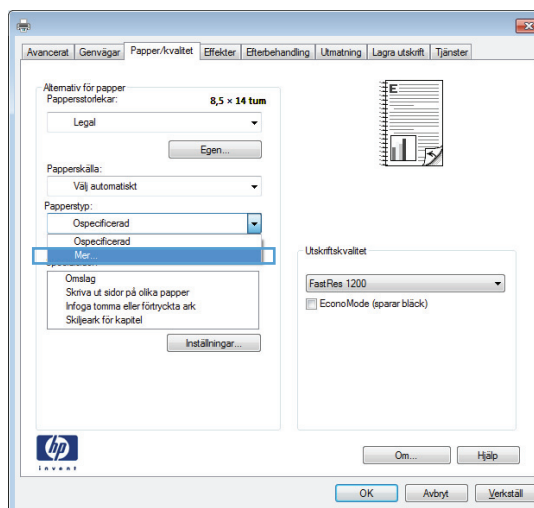 Avancerat Genvägar Papper/kvalitet Effekter Efterbehandling Utmatning Lagra utskrift Tjänster
Alternativ för papper
Pappersstorlekar: 8,5 × 14 tum
Legal
Egen...
Papperskälla:
Välj automatiskt
Papperstyp:
Ospecificerad
Ospecificerad
Mer...
Omslag
Skriva ut sidor på olika papper
Infoga tomma eller förtryckta ark
Skiljeark för kapitel
Inställningar...
E
Utskriftskvalitet
FastRes 1200
EconoMode (sparar bläck)
hp
invent
Om... Hjälp
OK Avbryt Verkställ